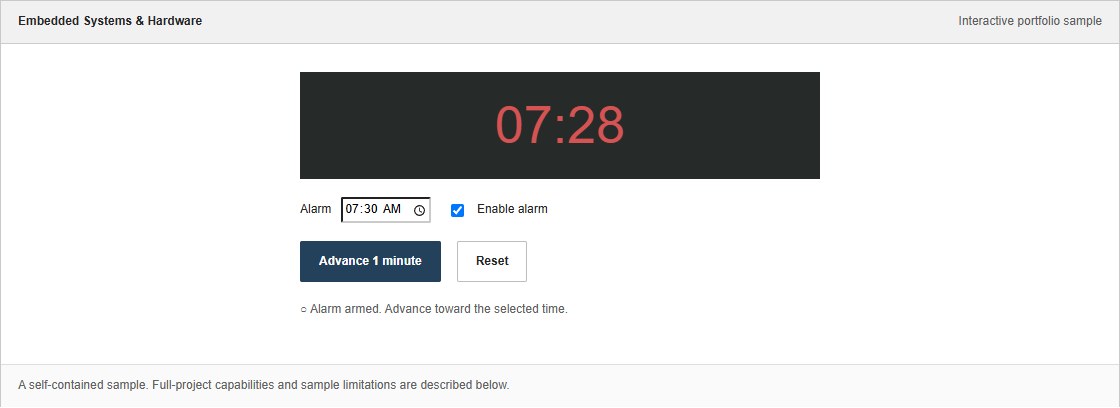 Embedded Systems & Hardware
Interactive portfolio sample
07:28
Alarm 07:30 AM Enable alarm
Advance 1 minute Reset
○ Alarm armed. Advance toward the selected time.
A self-contained sample. Full-project capabilities and sample limitations are described below.